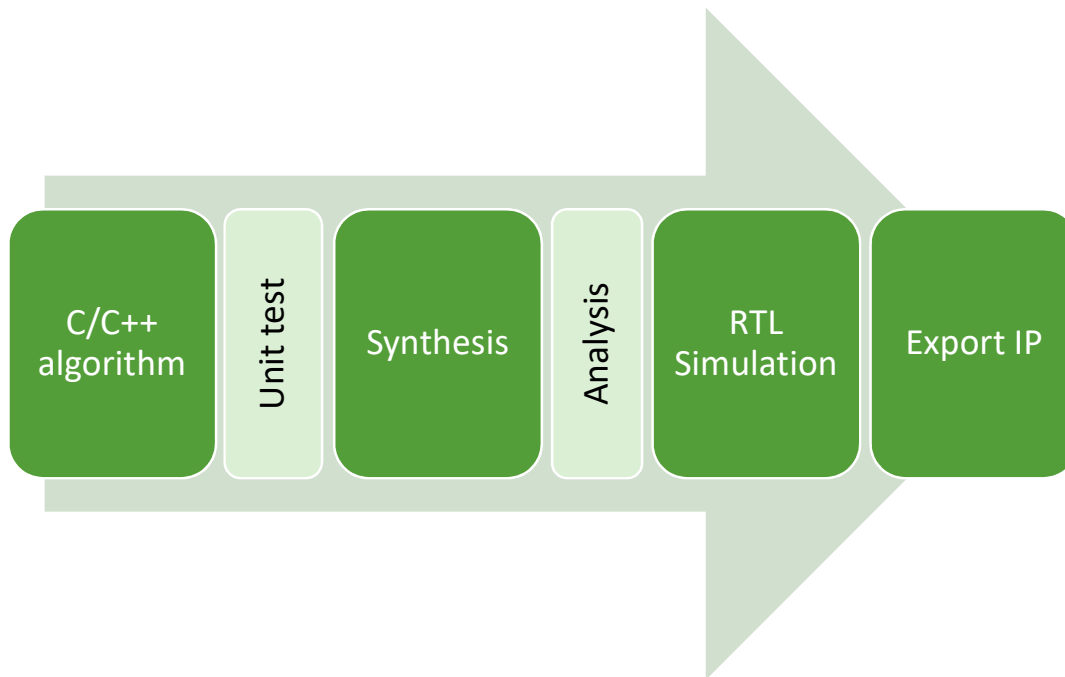 C/C++
algorithm
Unit test
Synthesis
Analysis
RTL
Simulation
Export IP